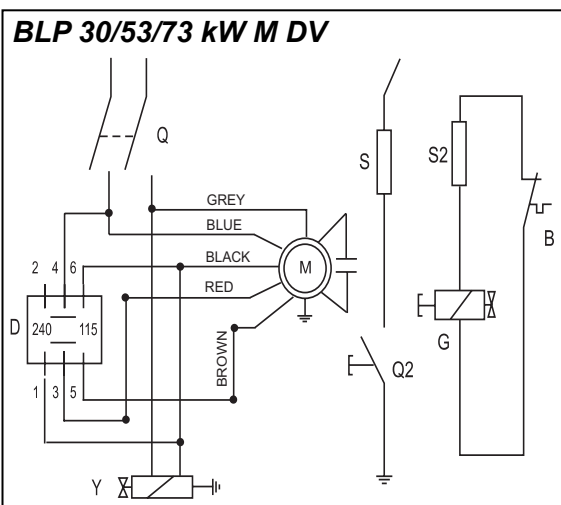 BLP 30/53/73 kW M DV
Q
S
S2
GREY
BLUE
B
2 4 6
BLACK
M
RED
D
240
115
G
BROWN
Q2
1 3 5
Y